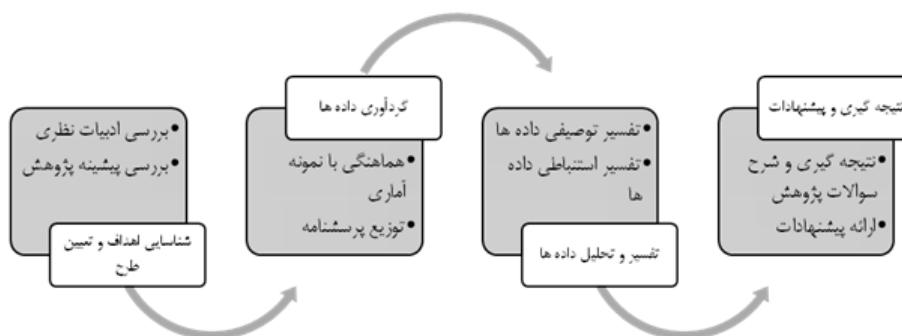 •بررسی ادبیات نظری
•بررسی پیشینه پژوهش
شناسایی اهداف و تعیین
طرح
گردآوری داده ها
•هماهنگی با نمونه
آماری
•توزیع پرسشنامه
•تفسیر توصیفی داده ها
•تفسیر استنباطی داده
ها
تفسیر و تحلیل داده ها
نتیجه گیری و پیشنهادات
•نتیجه گیری و شرح
سوالات پژوهش
•ارائه پیشنهادات